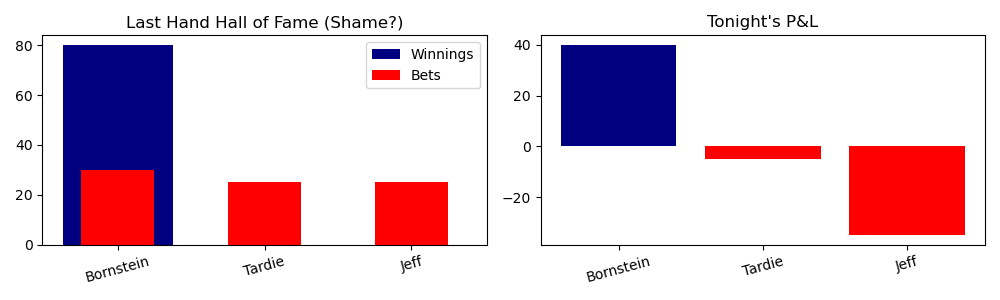 Last Hand Hall of Fame (Shame?)
80
60
40
20
0
Winnings
Bets
Bornstein
Tardie
Jeff
Tonight's P&L
40
20
0
−20
Bornstein
Tardie
Jeff